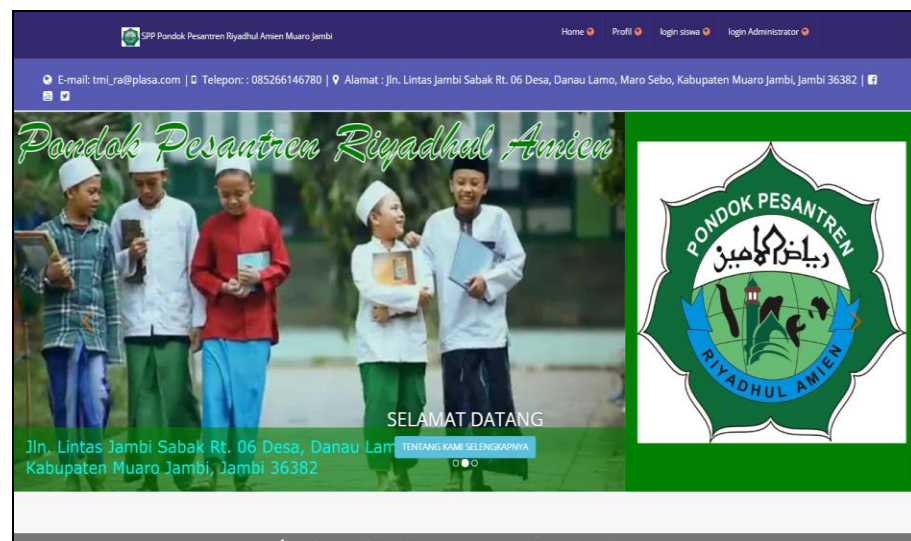 SPP Pondok Pesantren Riyadhul Amien Muaro Jambi
Home Profil login siswa login Administrator
E-mail: tmi_ra@plasa.com | Telepon: : 085266146780 | Alamat : Jln. Lintas Jambi Sabak Rt. 06 Desa, Danau Lamo, Maro Sebo, Kabupaten Muaro Jambi, Jambi 36382 |
Pondok Pesantren Riyadhul Amien
PONDOK PESANTREN
رياض الأمين
RIYADHUL AMIEN
SELAMAT DATANG
Jln. Lintas Jambi Sabak Rt. 06 Desa, Danau Lam
TENTANG KAMI SELENGKAPNYA
Kabupaten Muaro Jambi, Jambi 36382